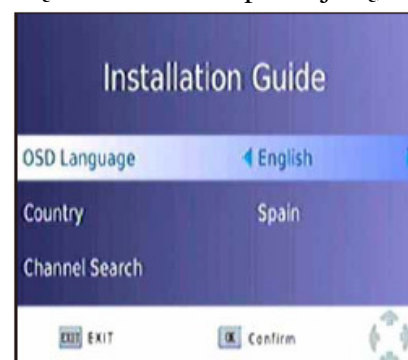 Installation Guide
OSD Language English
Country Spain
Channel Search
EXIT EXIT OK Confirm